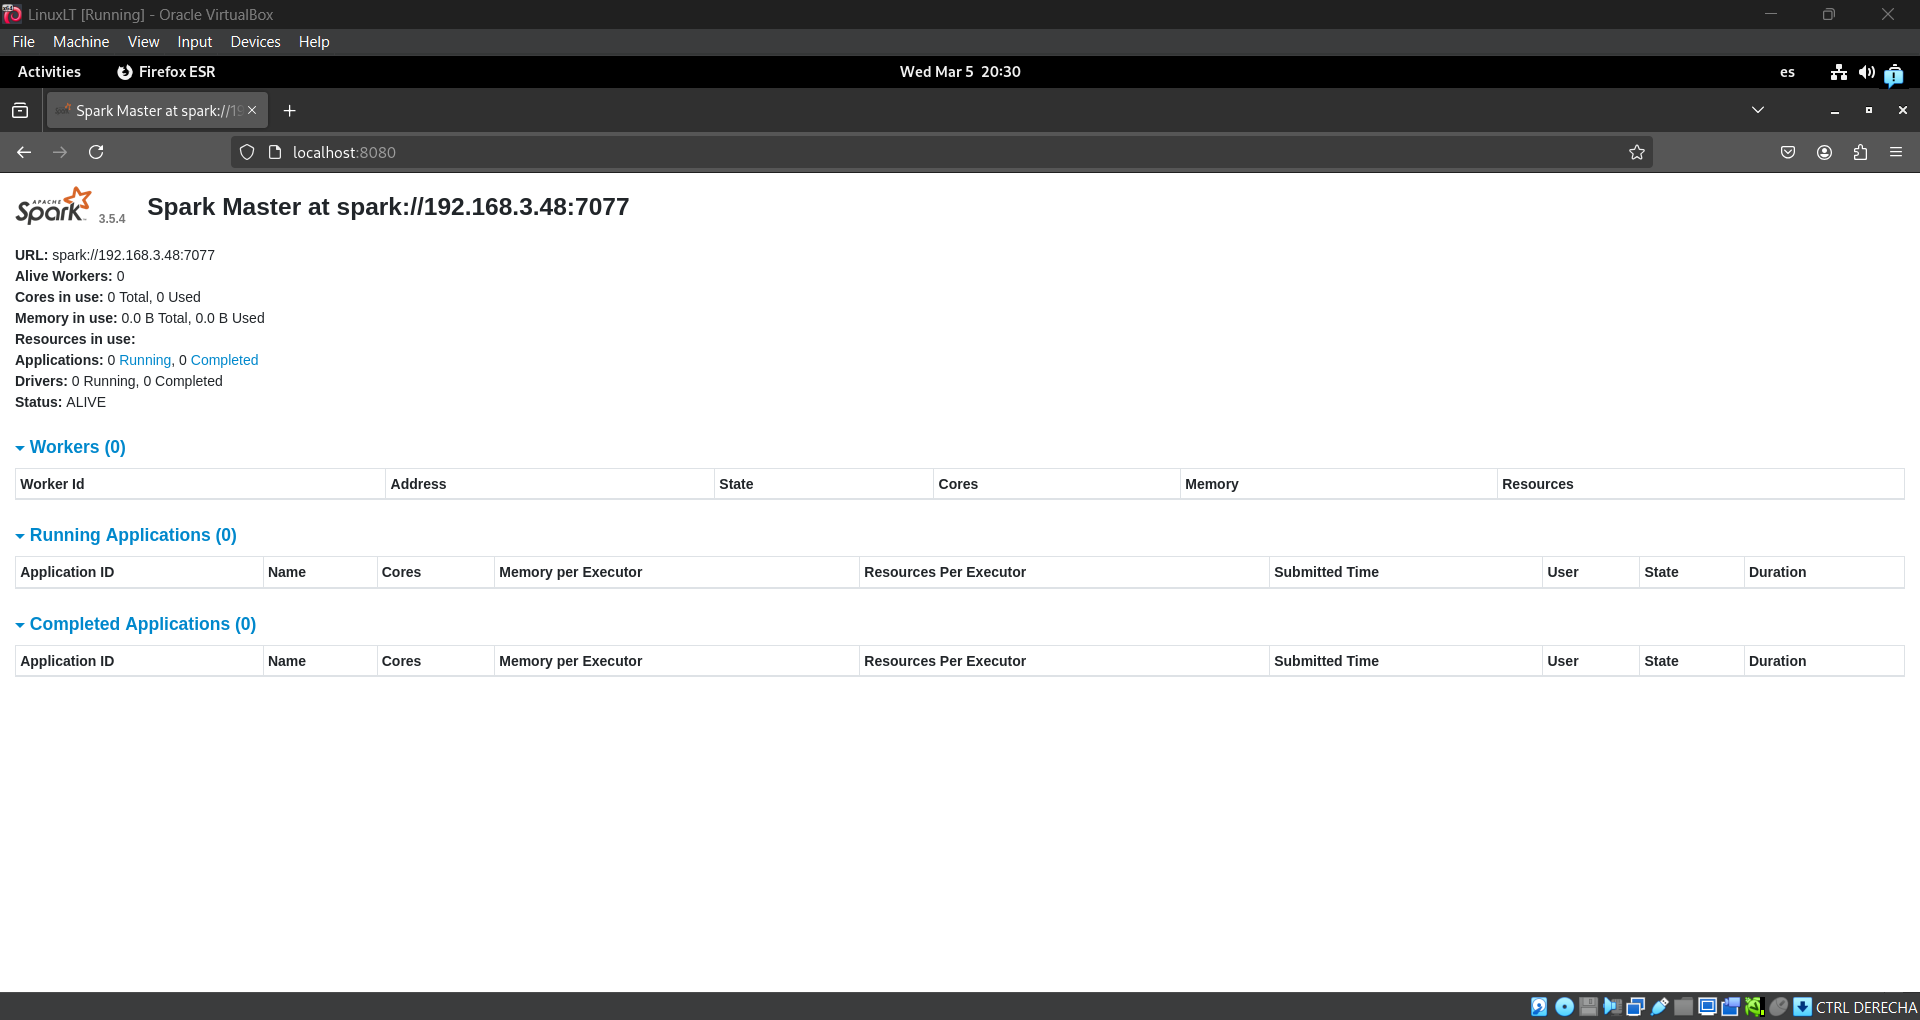 LinuxLT [Running] - Oracle VirtualBox
File Machine View Input Devices Help
Activities Firefox ESR Wed Mar 5 20:30 es
Spark Master at spark://19
localhost:8080
APACHE
Spark 3.5.4 Spark Master at spark://192.168.3.48:7077
URL: spark://192.168.3.48:7077
Alive Workers: 0
Cores in use: 0 Total, 0 Used
Memory in use: 0.0 B Total, 0.0 B Used
Resources in use:
Applications: 0 Running, 0 Completed
Drivers: 0 Running, 0 Completed
Status: ALIVE
Workers (0)
Worker Id Address State Cores Memory Resources
Running Applications (0)
Application ID Name Cores Memory per Executor Resources Per Executor Submitted Time User State Duration
Completed Applications (0)
Application ID Name Cores Memory per Executor Resources Per Executor Submitted Time User State Duration
CTRL DERECHA